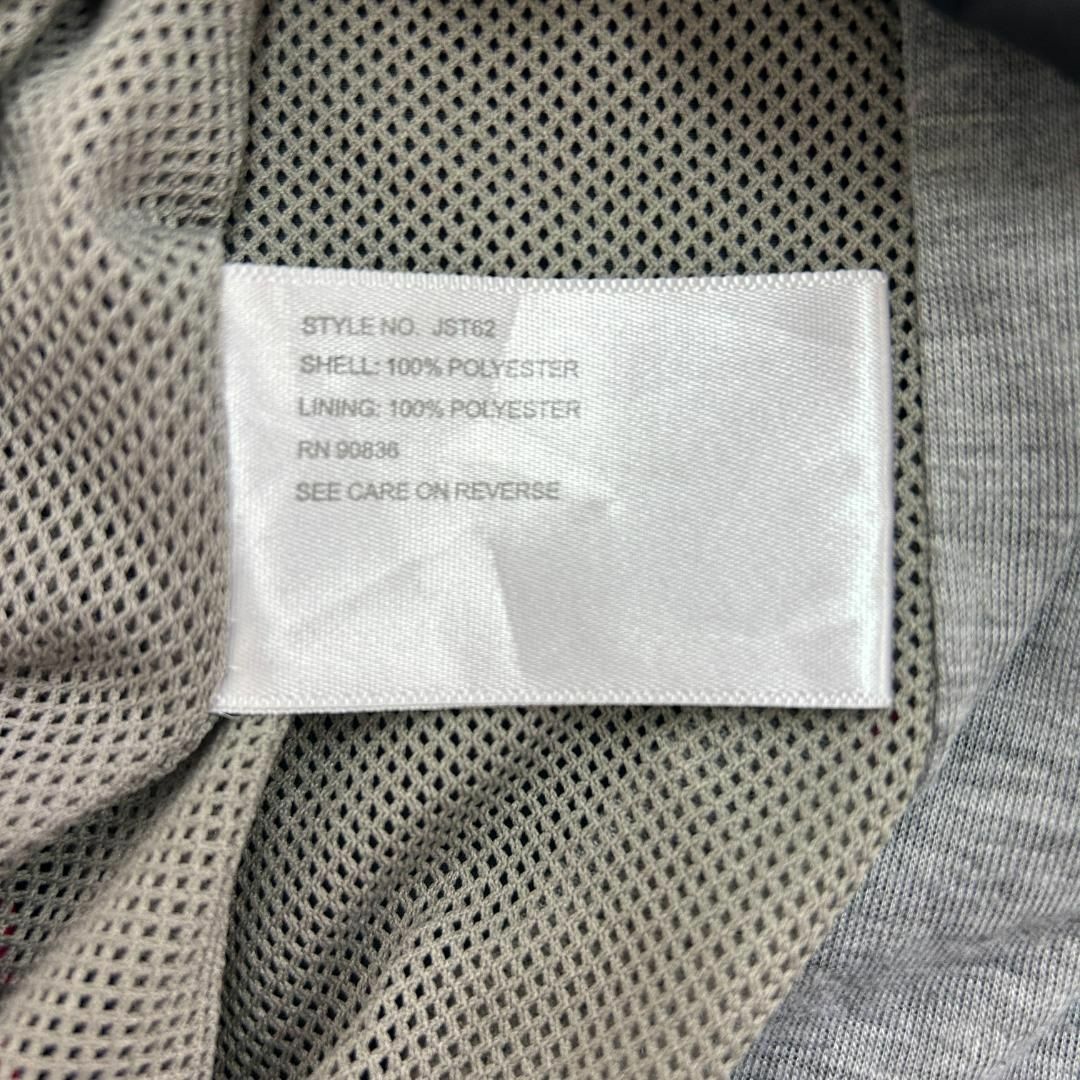 STYLE NO. JST62
SHELL: 100% POLYESTER
LINING: 100% POLYESTER
RN 90836
SEE CARE ON REVERSE